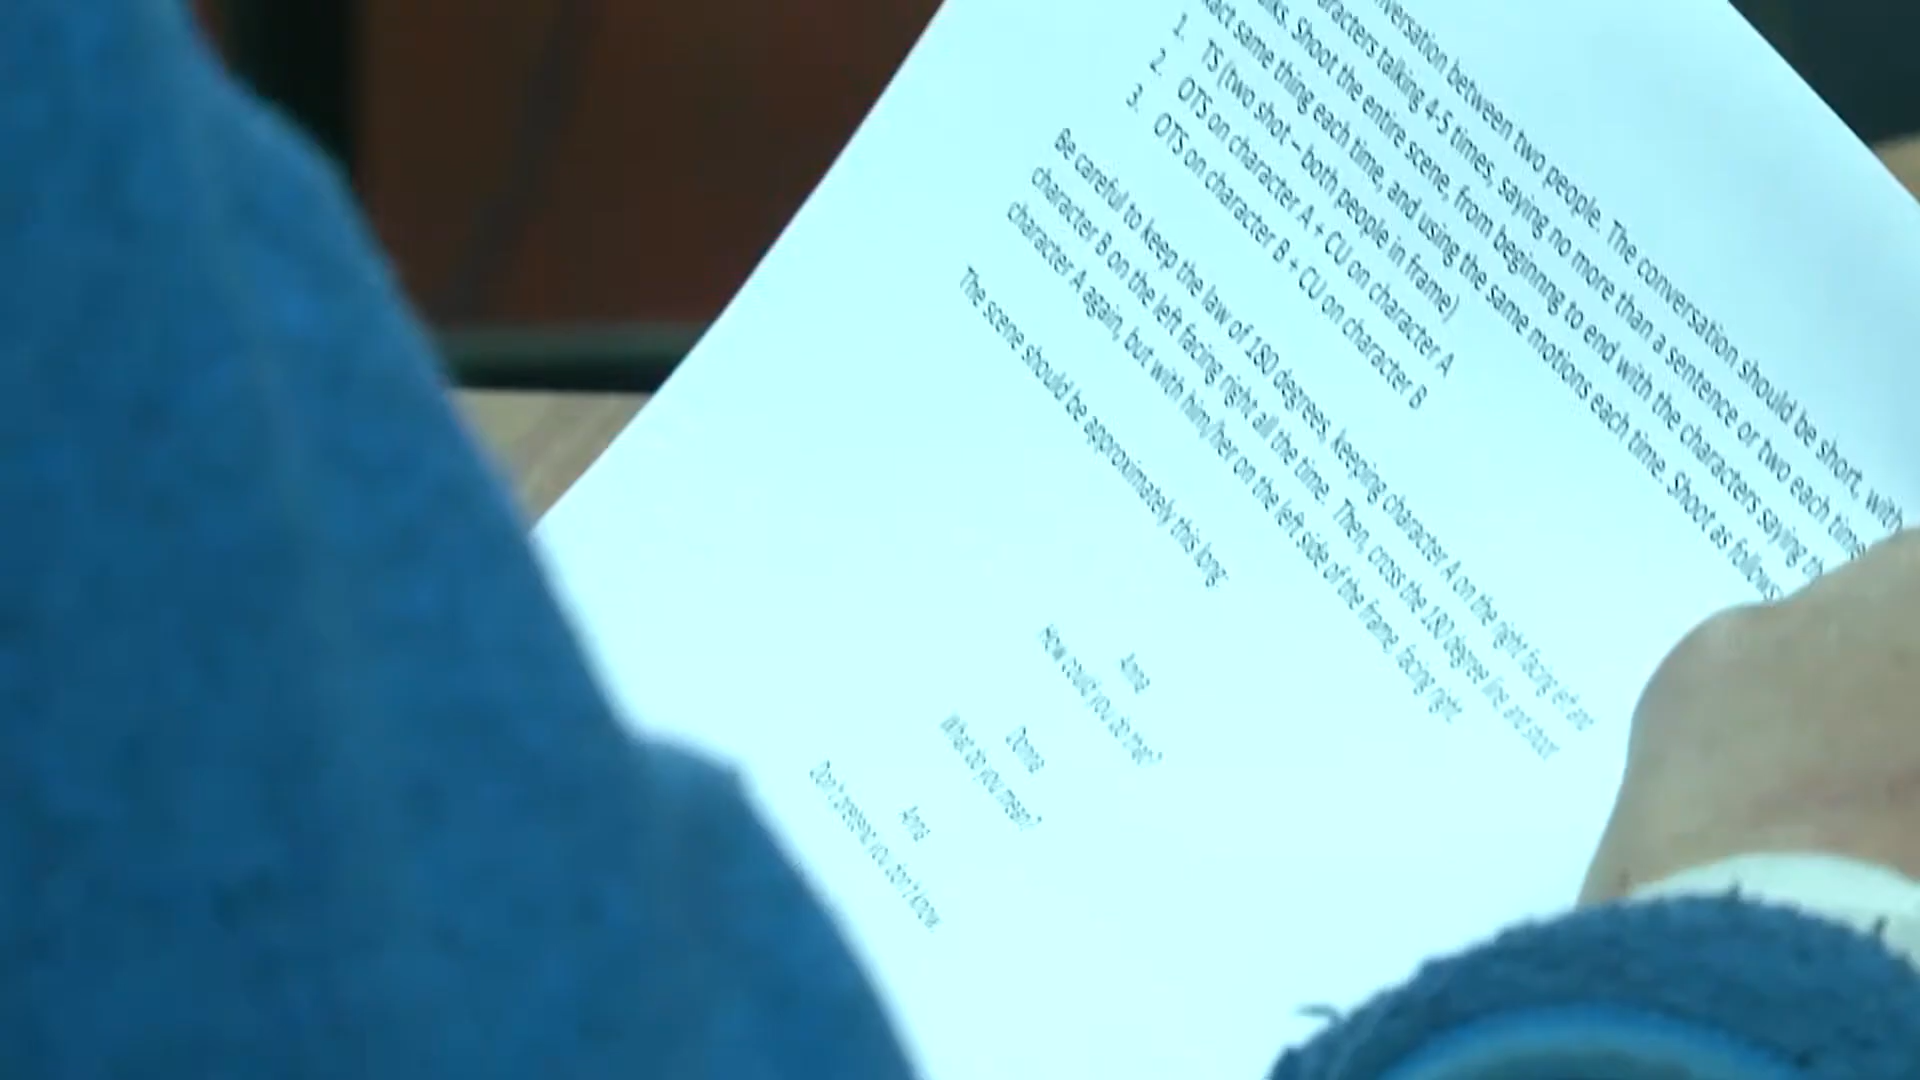 nversation between two people. The conversation should be short, with
aracters talking 4-5 times, saying no more than a sentence or two each time
lks. Shoot the entire scene, from beginning to end with the characters saying th
xact same thing each time, and using the same motions each time. Shoot as follows:
1. TS (two shot – both people in frame)
2. OTS on character A + CU on character A
3. OTS on character B + CU on character B
Be careful to keep the law of 180 degrees, keeping character A on the right facing left and
character B on the left facing right all the time. Then, cross the 180 degree line and shoot
character A again, but with him/her on the left side of the frame, facing right.
The scene should be approximately this long:
Anna
How could you do that?
Donna
What do you mean?
Anna
Don't pretend you don't know.